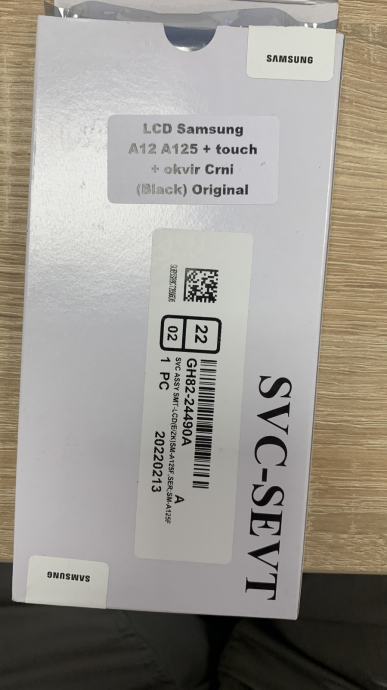 SAMSUNG
LCD Samsung
A12 A125 + touch
+ okvir Crni
(Black) Original
22
02
GH82-24490A
SVC ASSY SMT-LCD(E/ZK)SM-A125F,SER;SM-A125F
A
1 PC
20220213
SVC-SEVT
SAMSUNG